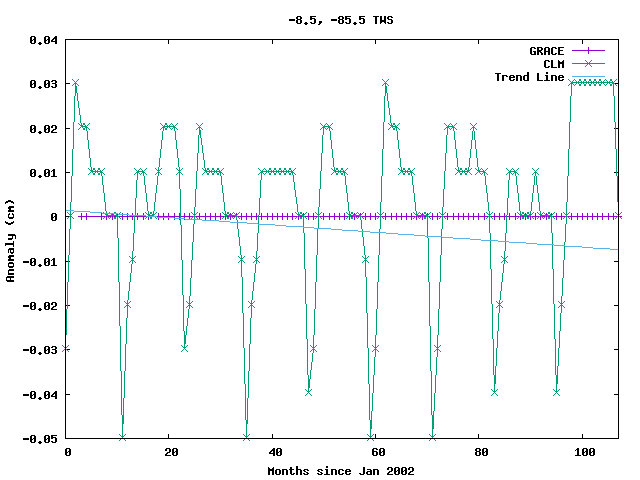 -8.5, -85.5 TWS
GRACE
CLM
Trend Line
0.04
0.03
0.02
0.01
0
-0.01
-0.02
-0.03
-0.04
-0.05
Anomaly (cm)
0 20 40 60 80 100
Months since Jan 2002